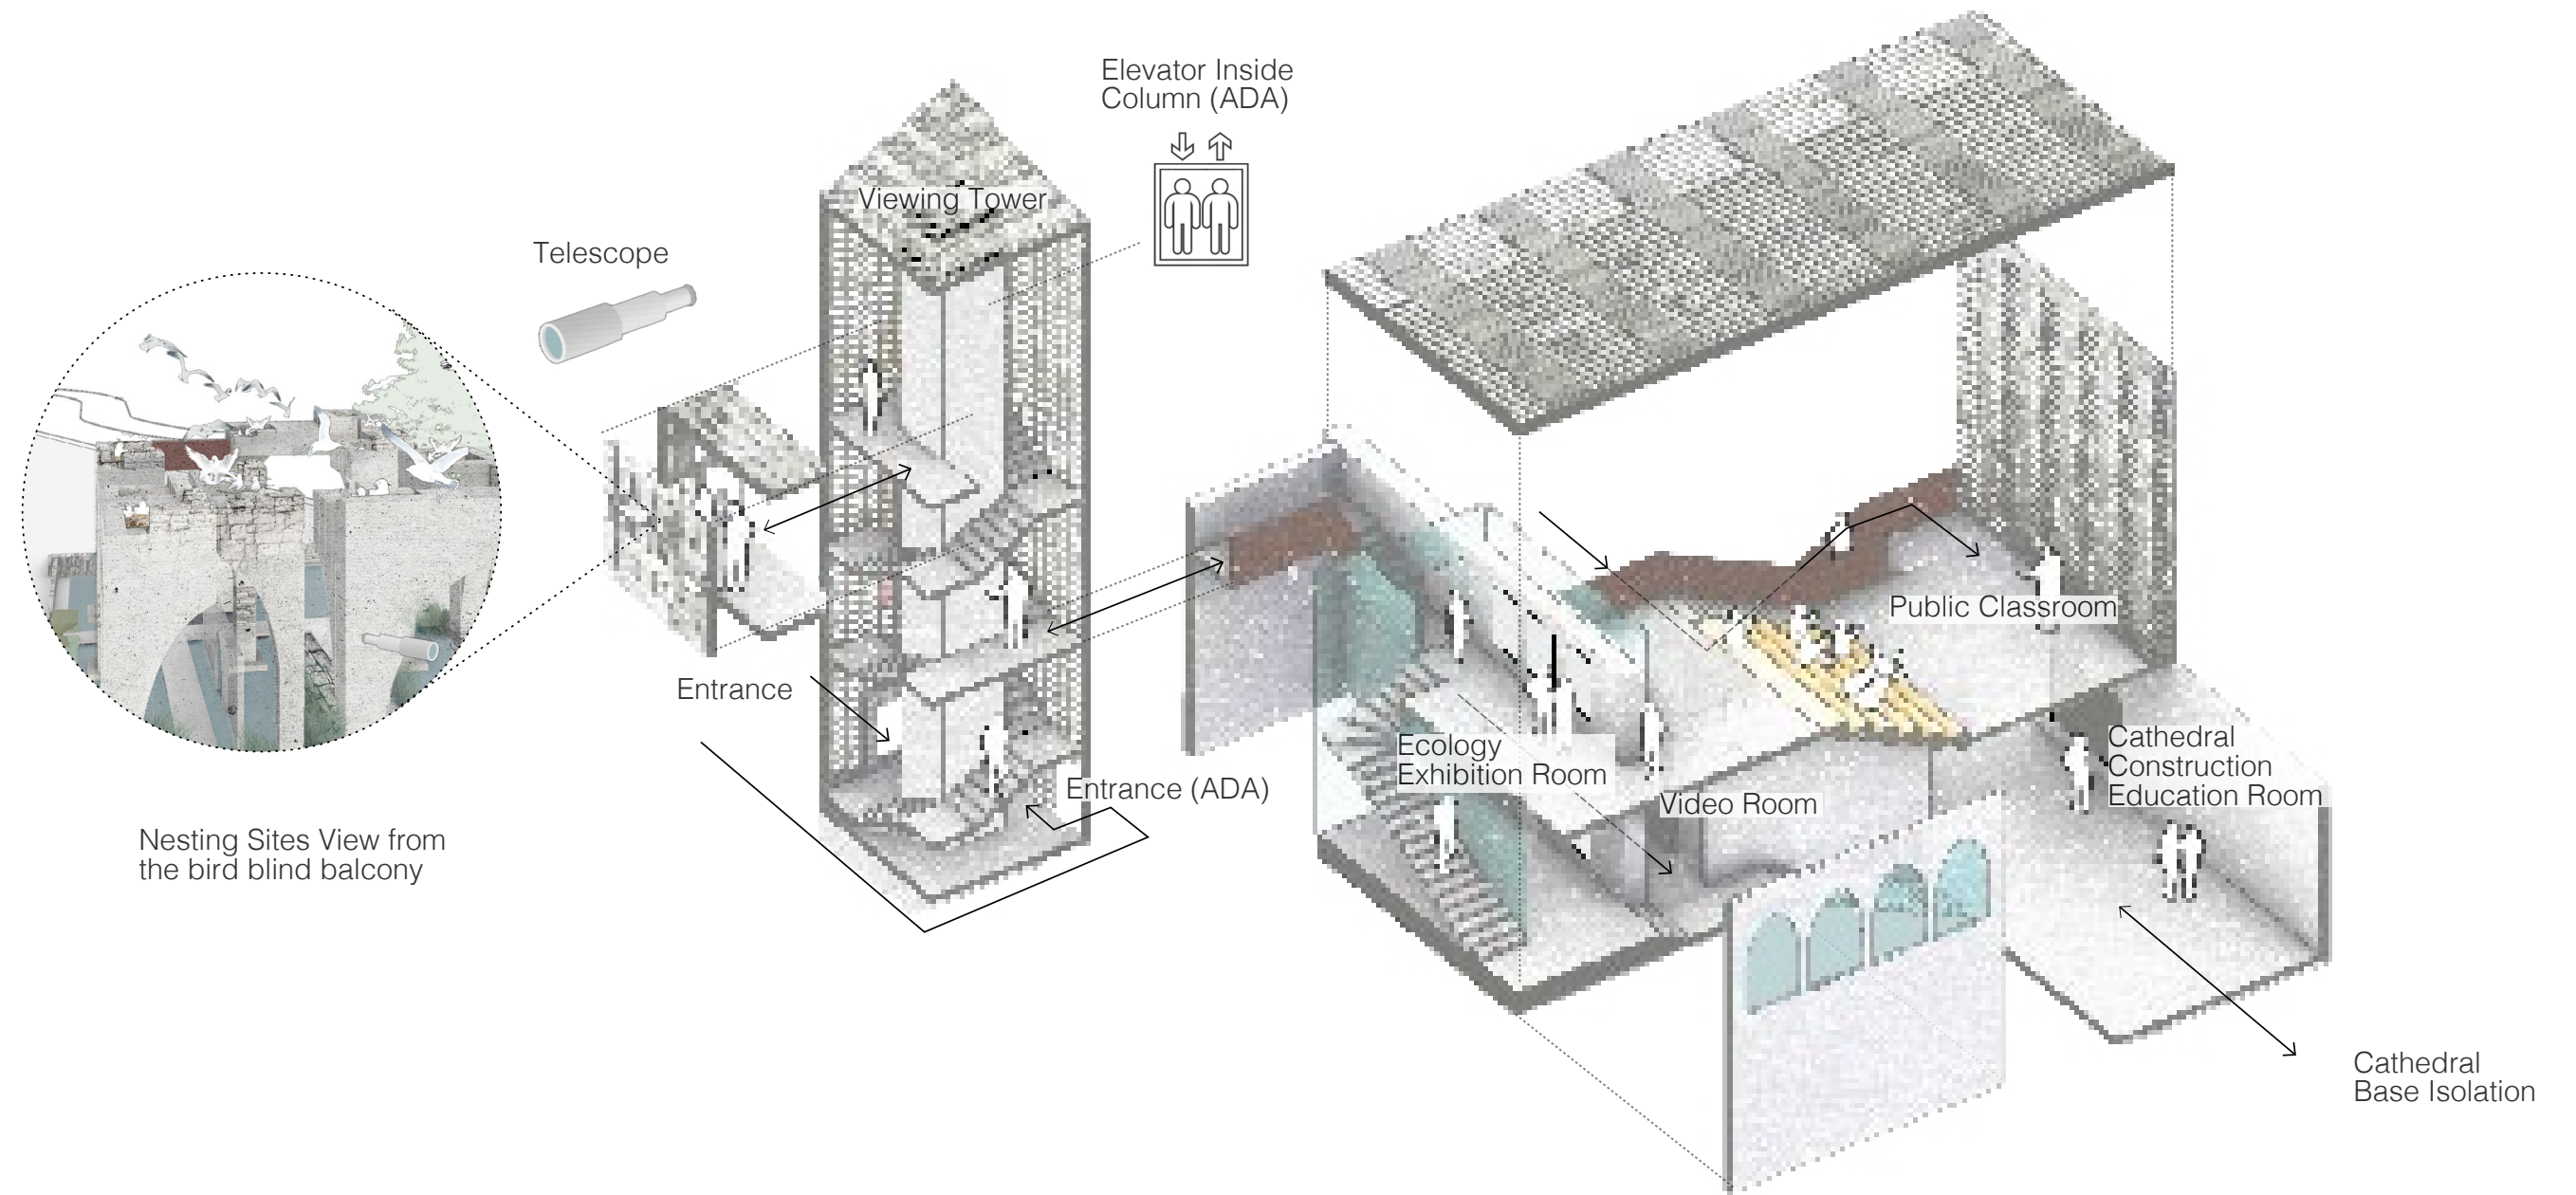 Elevator Inside
Column (ADA)
Viewing Tower
Telescope
Public Classroom
Entrance
Ecology
Exhibition Room
Cathedral
Construction
Education Room
Entrance (ADA)
Video Room
Nesting Sites View from
the bird blind balcony
Cathedral
Base Isolation